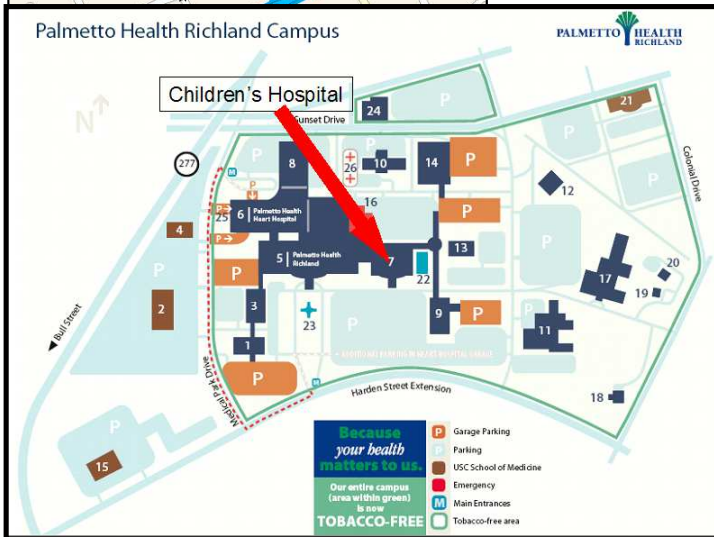 Palmetto Health Richland Campus
PALMETTO HEALTH
RICHLAND
Children's Hospital
N
Sunset Drive
24
P
21
277
M
8
26
10
14
P
P
P
Colonial Drive
12
16
25
6 Palmetto Health
Heart Hospital
P
P
4
P
P
13
5 Palmetto Health
Richland
7
22
17
20
19
P
2
3
23
P
9
P
P
11
1
Bull Street
Medical Park Drive
P
M
Harden Street Extension
18
P
15
Because
your health
matters to us.
Our entire campus
(area within green)
is now
TOBACCO-FREE
P Garage Parking
P Parking
USC School of Medicine
Emergency
M Main Entrances
Tobacco-free area